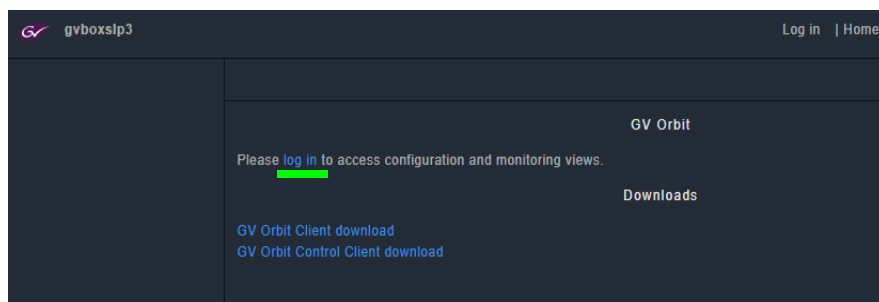 GV gvboxslp3
Log in | Home
GV Orbit
Please log in to access configuration and monitoring views.
Downloads
GV Orbit Client download
GV Orbit Control Client download